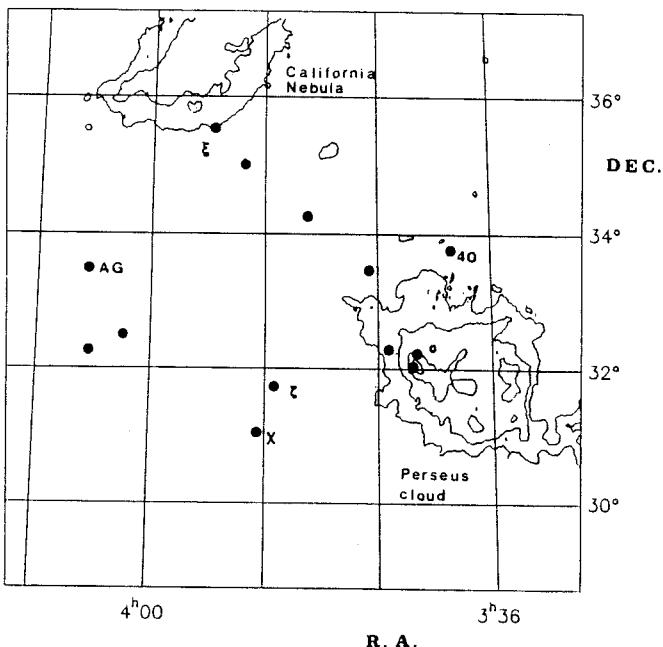 California
Nebula
36°
ξ
DEC.
34°
40
AG
ο
32°
ζ
χ
Perseus
cloud
30°
4ʰ00
3ʰ36
R. A.